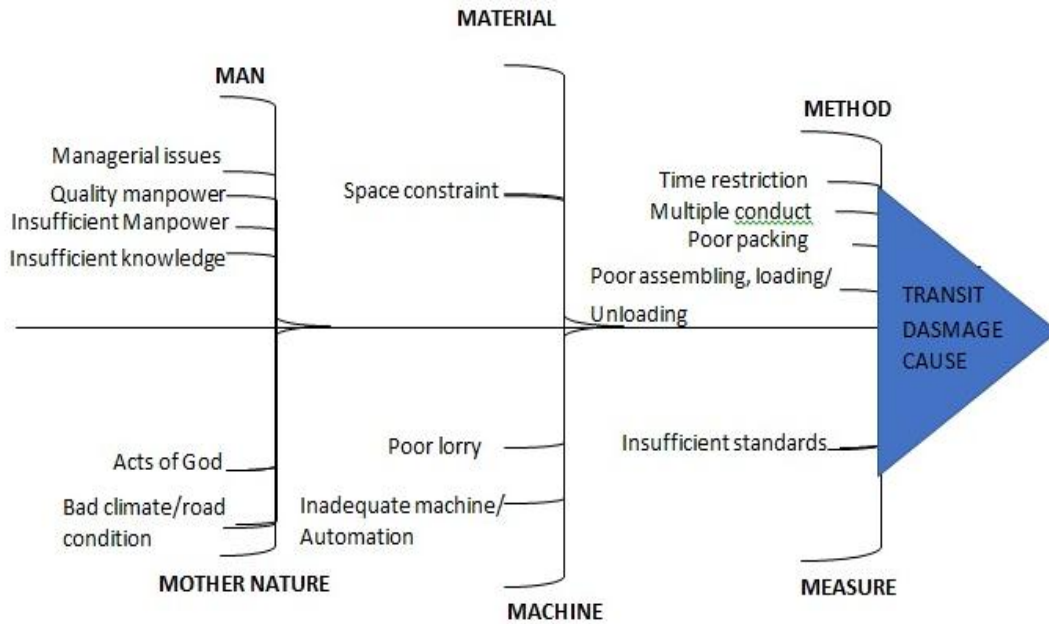 MATERIAL
MAN
Managerial issues
Quality manpower
Insufficient Manpower
Insufficient knowledge
Space constraint
METHOD
Time restriction
Multiple conduct
Poor packing
Poor assembling, loading/
Unloading
TRANSIT
DASMAGE
CAUSE
Acts of God
Bad climate/road
condition
MOTHER NATURE
Poor lorry
Inadequate machine/
Automation
MACHINE
Insufficient standards
MEASURE